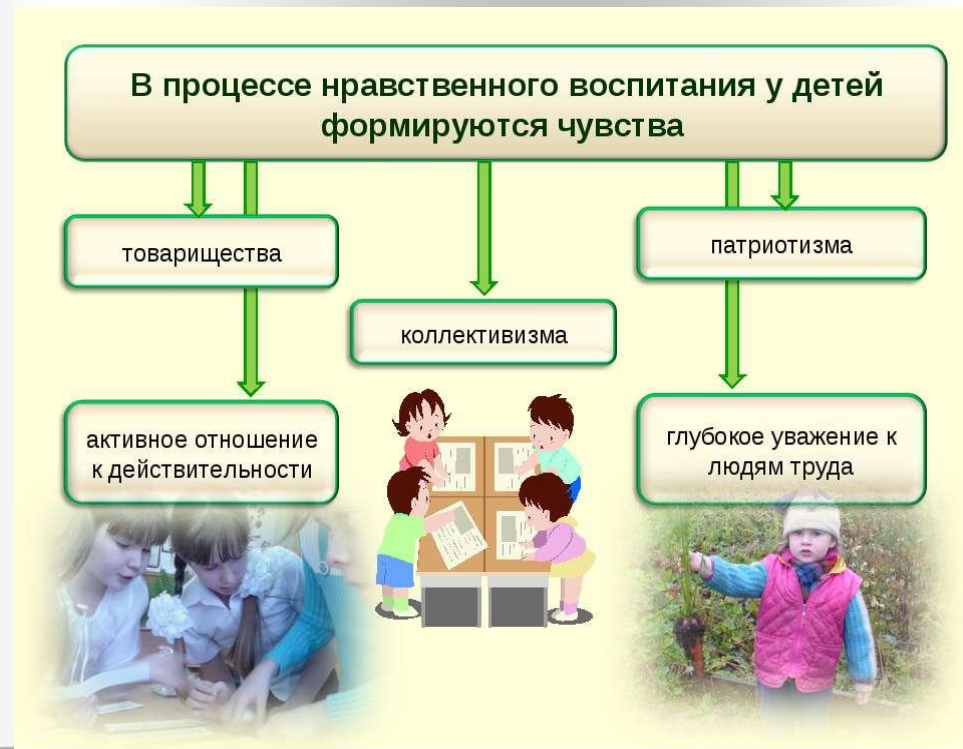 В процессе нравственного воспитания у детей
формируются чувства
товарищества
патриотизма
коллективизма
активное отношение
к действительности
глубокое уважение к
людям труда